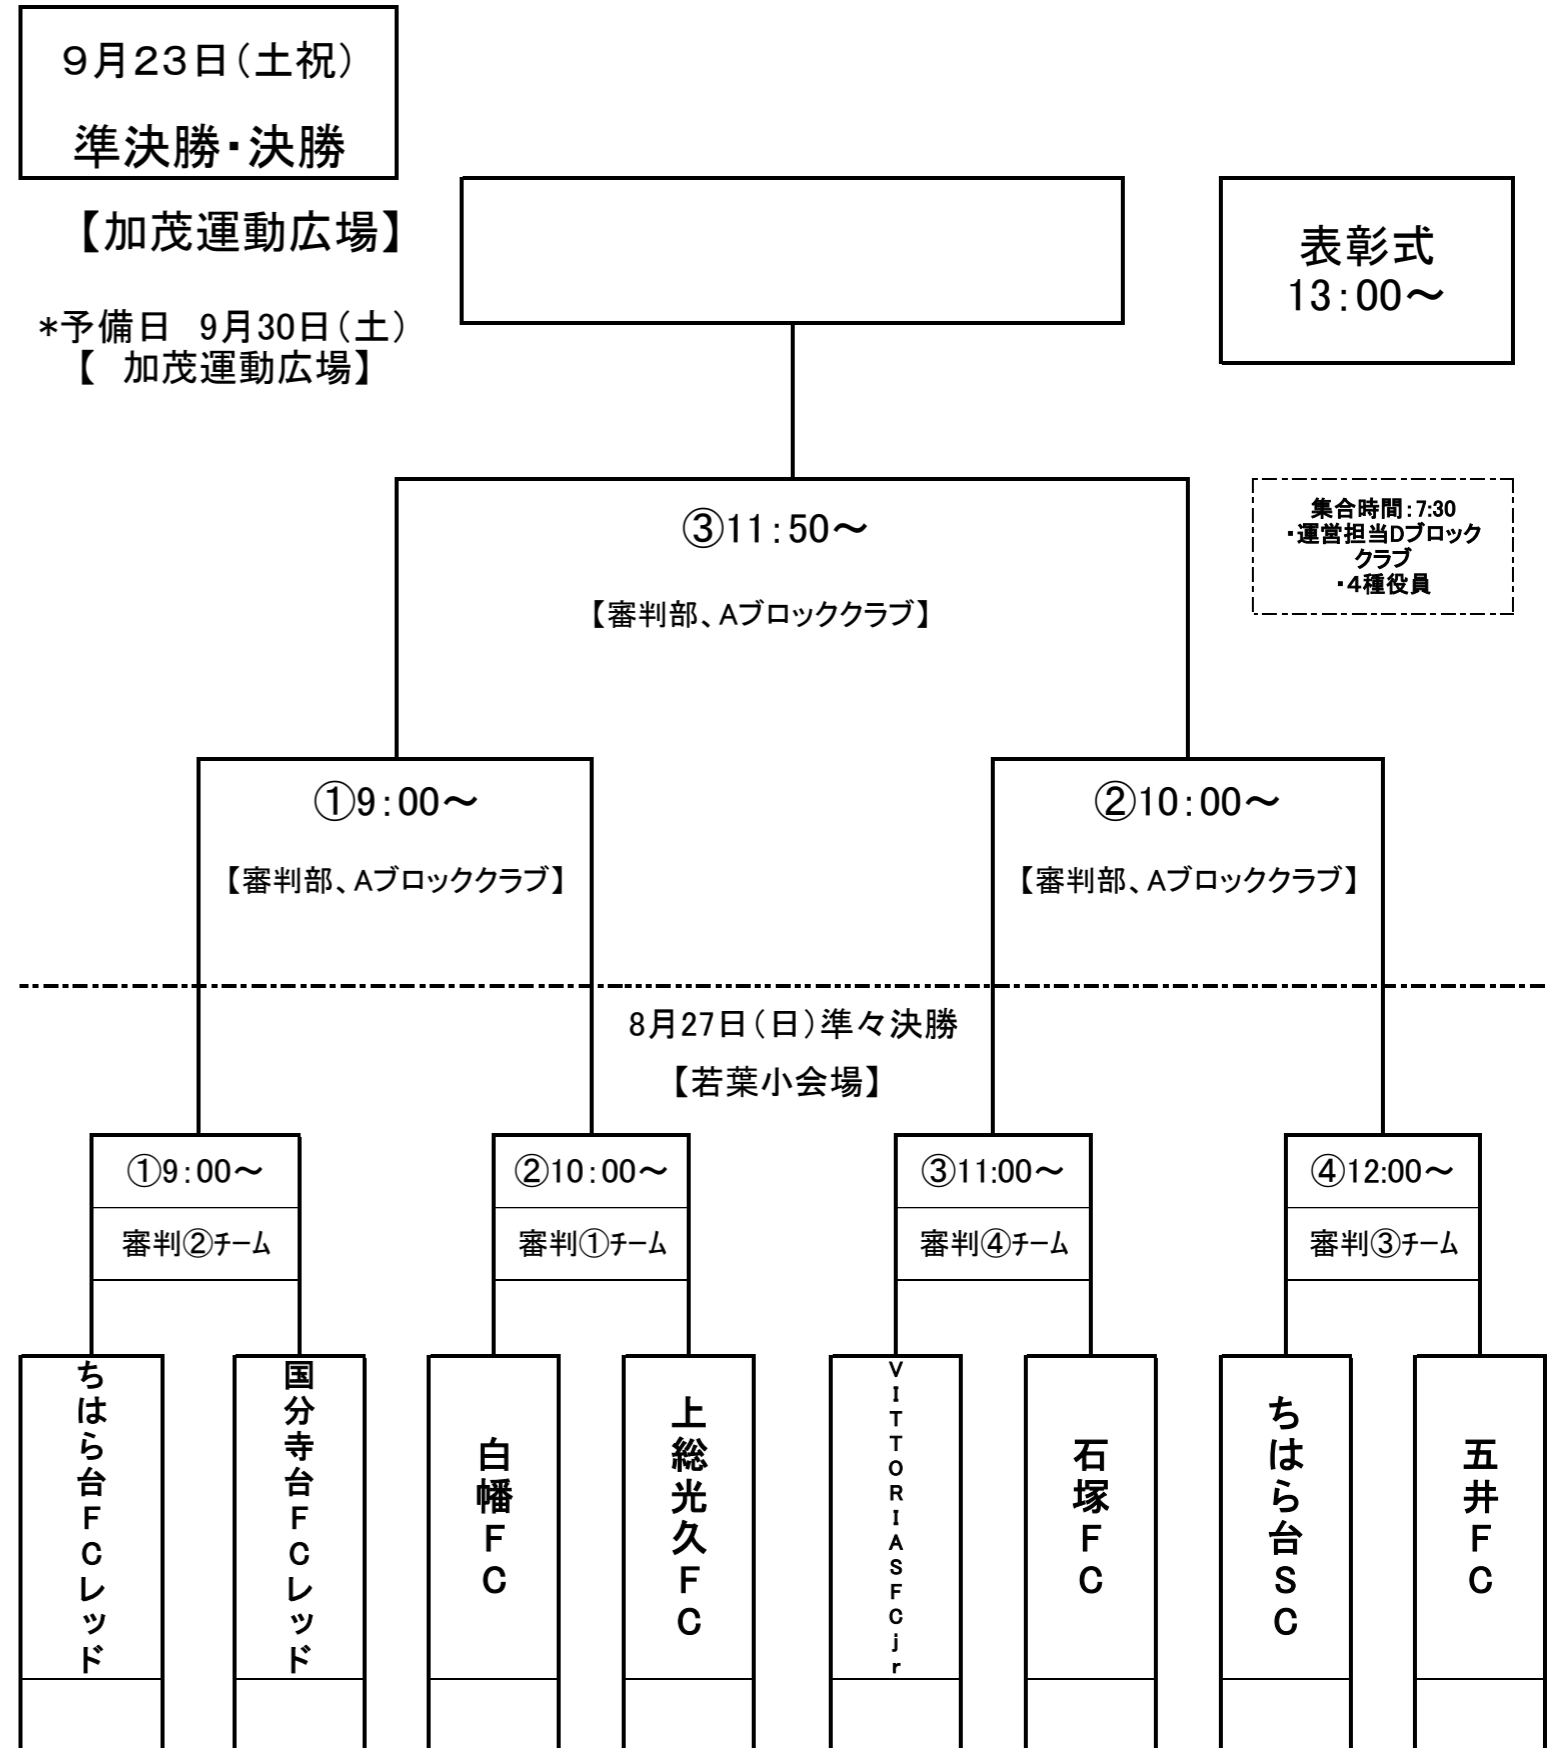 9月23日(土祝)
準決勝・決勝
【加茂運動広場】
*予備日　9月30日(土)
【　加茂運動広場】
表彰式
13:00～
③11:50～
【審判部、Aブロッククラブ】
集合時間:7:30
・運営担当Dブロック
クラブ
・4種役員
①9:00～
【審判部、Aブロッククラブ】
②10:00～
【審判部、Aブロッククラブ】
8月27日(日)準々決勝
【若葉小会場】
①9:00～
審判②チーム
②10:00～
審判①チーム
③11:00～
審判④チーム
④12:00～
審判③チーム
ちはら台FCレッド
国分寺台FCレッド
白幡FC
上総光久FC
VITTORIASFCjr
石塚FC
ちはら台SC
五井FC